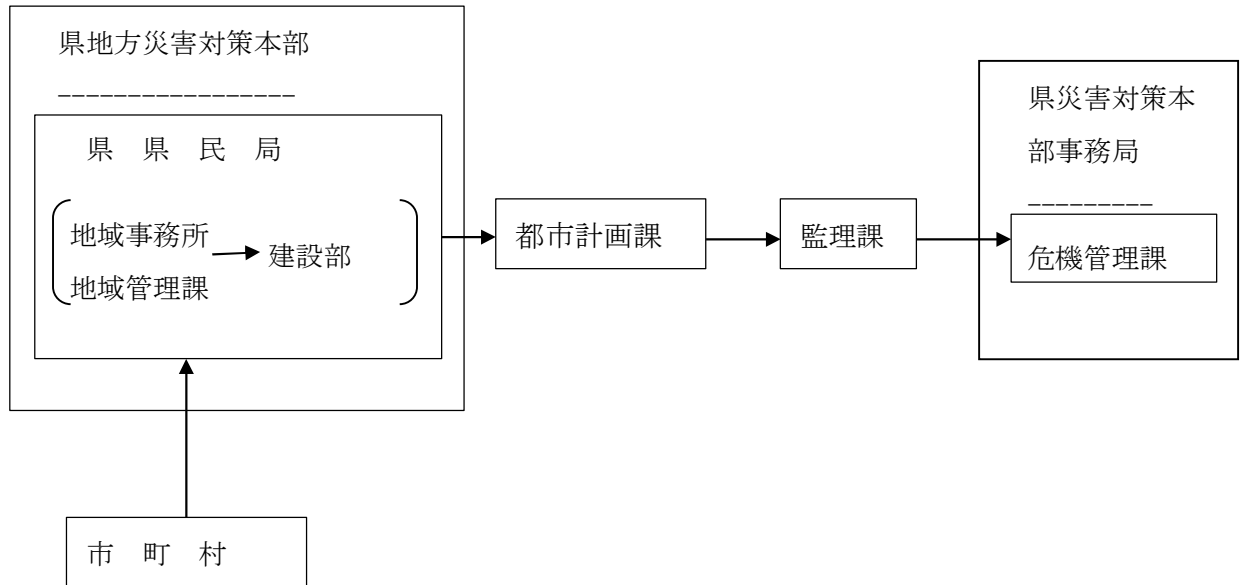 県地方災害対策本部
県 県 民 局
地域事務所
地域管理課
建設部
都市計画課
監理課
県災害対策本
部事務局
危機管理課
市 町 村